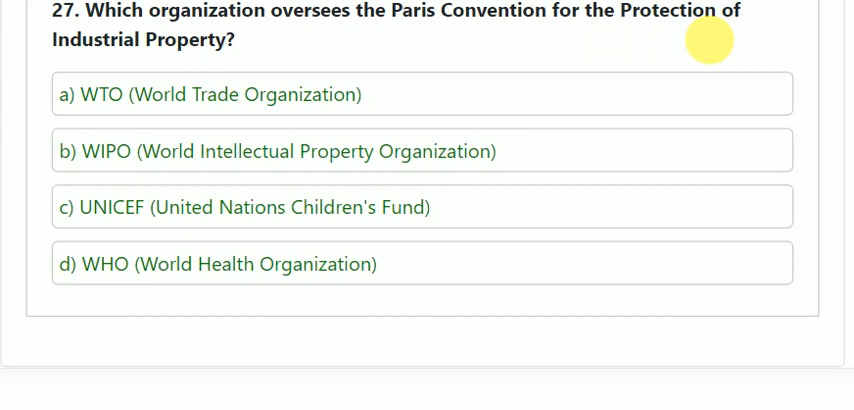 27. Which organization oversees the Paris Convention for the Protection of
Industrial Property?
a) WTO (World Trade Organization)
b) WIPO (World Intellectual Property Organization)
c) UNICEF (United Nations Children's Fund)
d) WHO (World Health Organization)